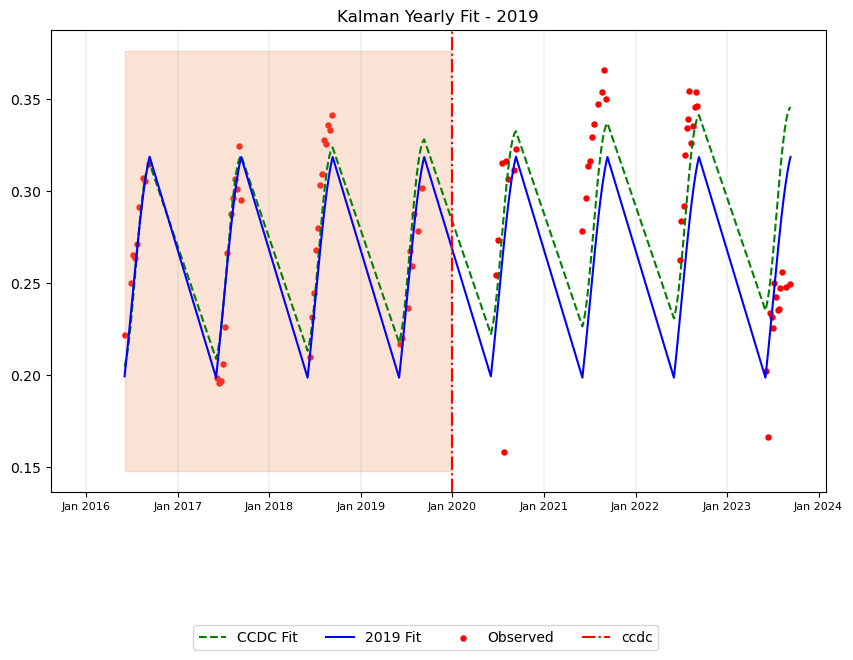 Kalman Yearly Fit - 2019
0.35
0.30
0.25
0.20
0.15
Jan 2016 Jan 2017 Jan 2018 Jan 2019 Jan 2020 Jan 2021 Jan 2022 Jan 2023 Jan 2024
CCDC Fit 2019 Fit Observed ccdc